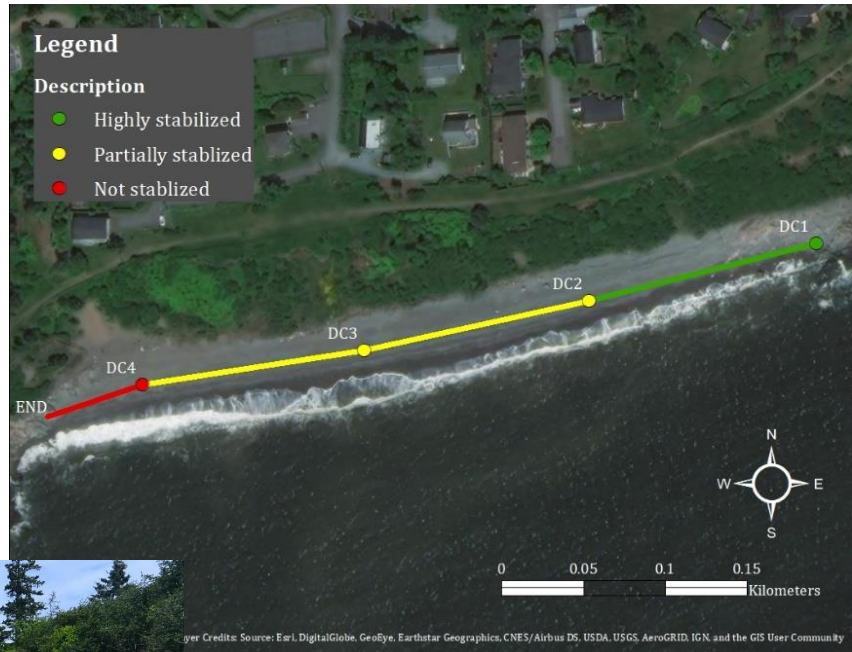 Legend
Description
Highly stabilized
Partially stablized
Not stablized
DC1
DC2
DC3
DC4
END
N
W E
S
0 0.05 0.1 0.15
Kilometers
yer Credits: Source: Esri, DigitalGlobe, GeoEye, Earthstar Geographics, CNES/Airbus DS, USDA, USGS, AeroGRID, IGN, and the GIS User Community